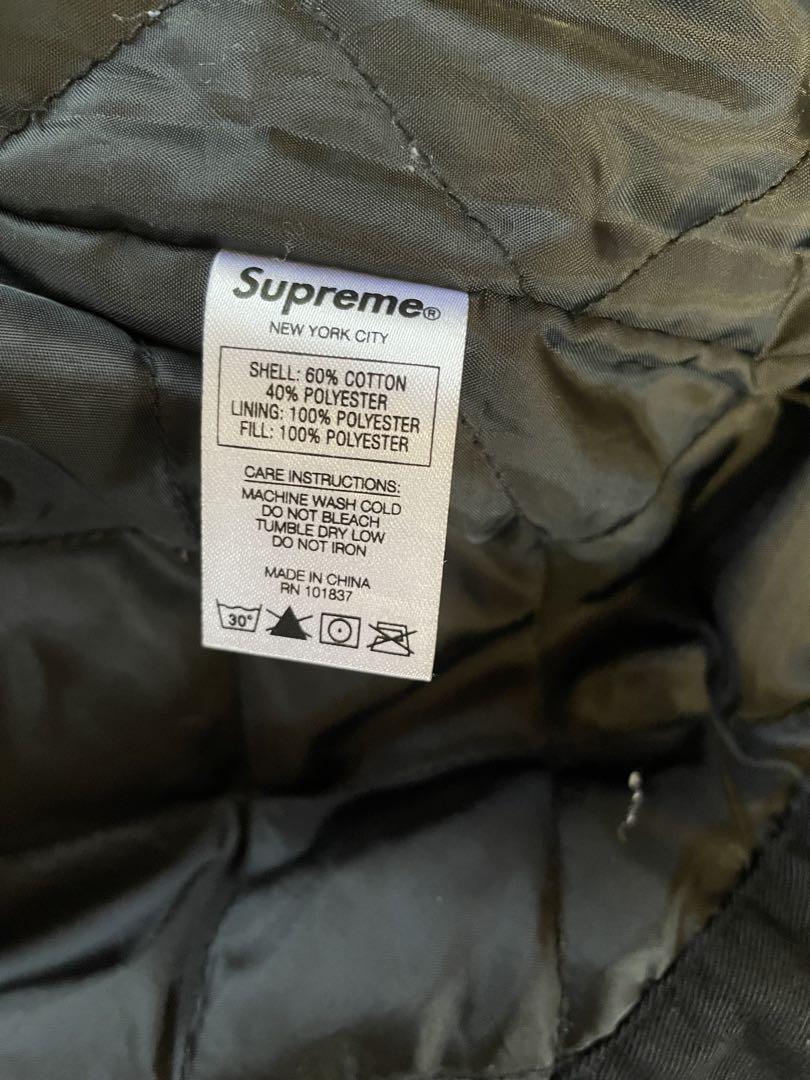 Supreme®
NEW YORK CITY
SHELL: 60% COTTON
40% POLYESTER
LINING: 100% POLYESTER
FILL: 100% POLYESTER
CARE INSTRUCTIONS:
MACHINE WASH COLD
DO NOT BLEACH
TUMBLE DRY LOW
DO NOT IRON
MADE IN CHINA
RN 101837
30°